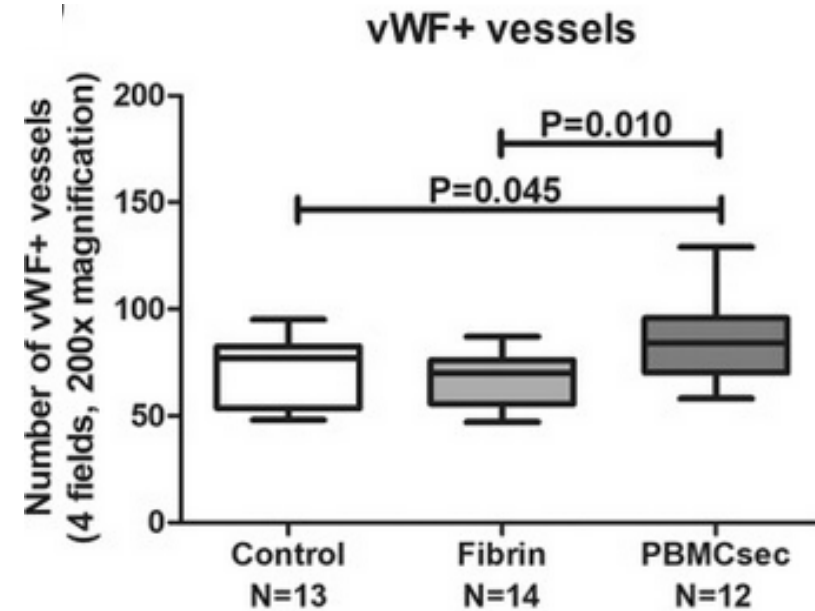 vWF+ vessels
Number of vWF+ vessels
(4 fields, 200x magnification)
200
150
100
50
0
P=0.010
P=0.045
Control
N=13
Fibrin
N=14
PBMCsec
N=12